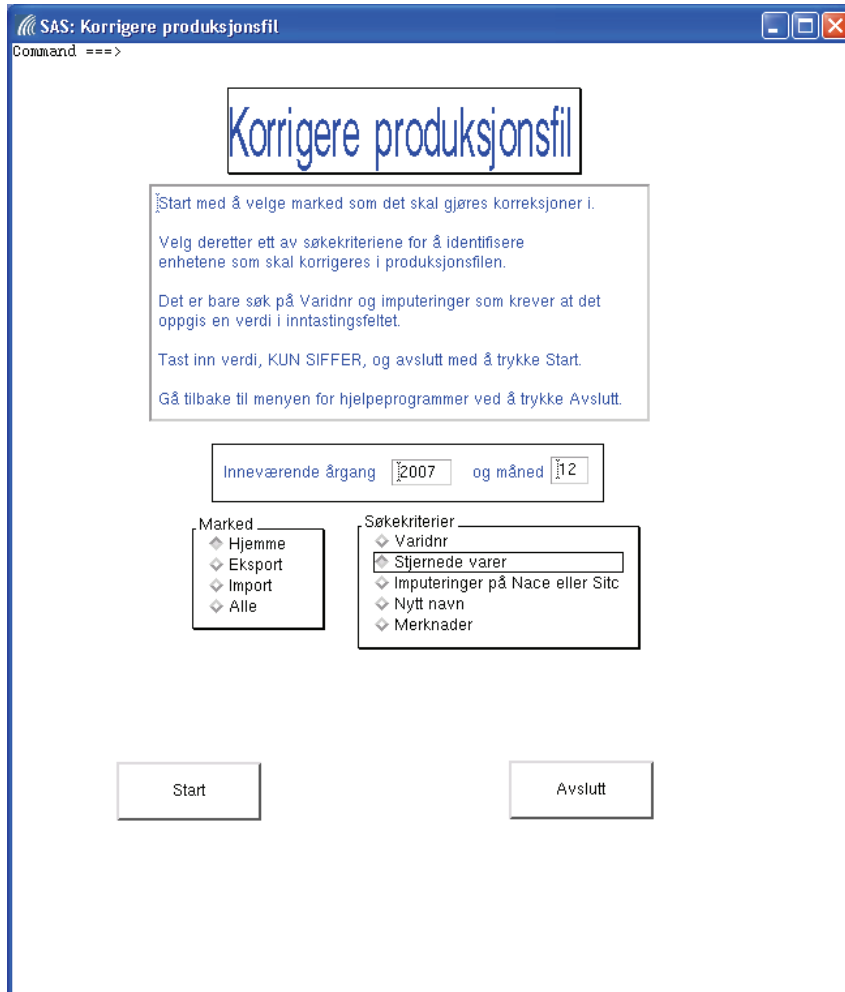 SAS: Korrigere produksjonsfil
Command ===>
Korrigere produksjonsfil
Start med å velge marked som det skal gjøres korreksjoner i.
Velg deretter ett av søkekriteriene for å identifisere
enhetene som skal korrigeres i produksjonsfilen.
Det er bare søk på Varidnr og imputeringer som krever at det
oppgis en verdi i inntastingsfeltet.
Tast inn verdi, KUN SIFFER, og avslutt med å trykke Start.
Gå tilbake til menyen for hjelpeprogrammer ved å trykke Avslutt.
Inneværende årgang 2007 og måned 12
Marked
Hjemme
Eksport
Import
Alle
Søkekriterier
Varidnr
Stjernede varer
Imputeringer på Nace eller Sitc
Nytt navn
Merknader
Start
Avslutt